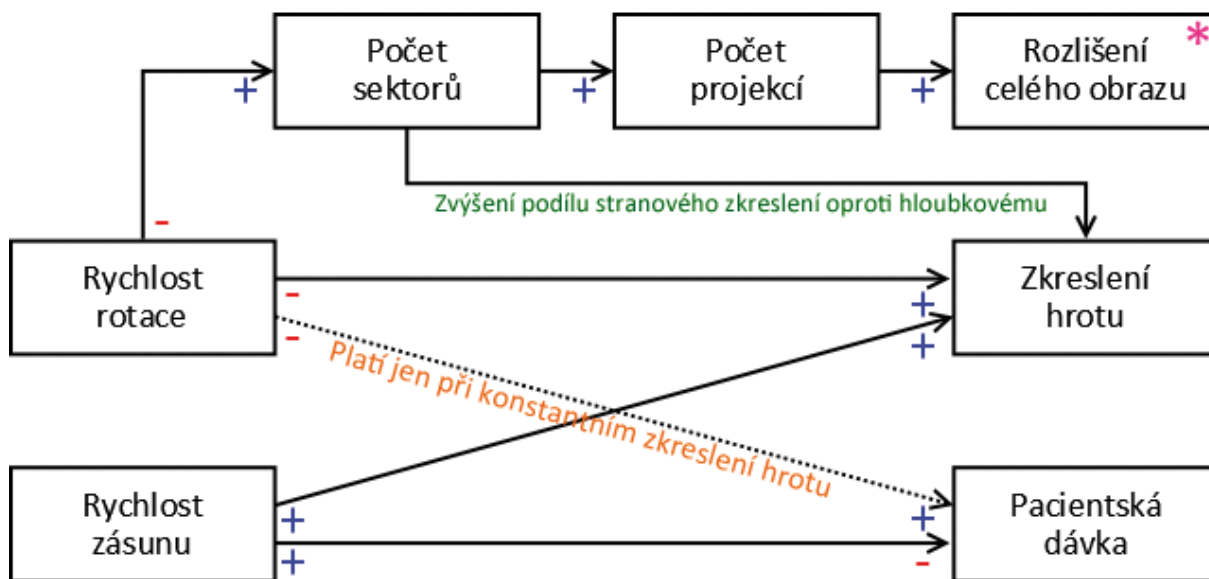 Počet
sektorů
Počet
projekcí
Rozlišení *
celého obrazu
+
+
+
Zvýšení podílu stranového zkreslení oproti hloubkovému
-
Rychlost
rotace
-
-
+
+
Zkreslení
hrotu
Platí jen při konstantním zkreslení hrotu
Rychlost
zásunu
+
+
+
-
Pacientská
dávka